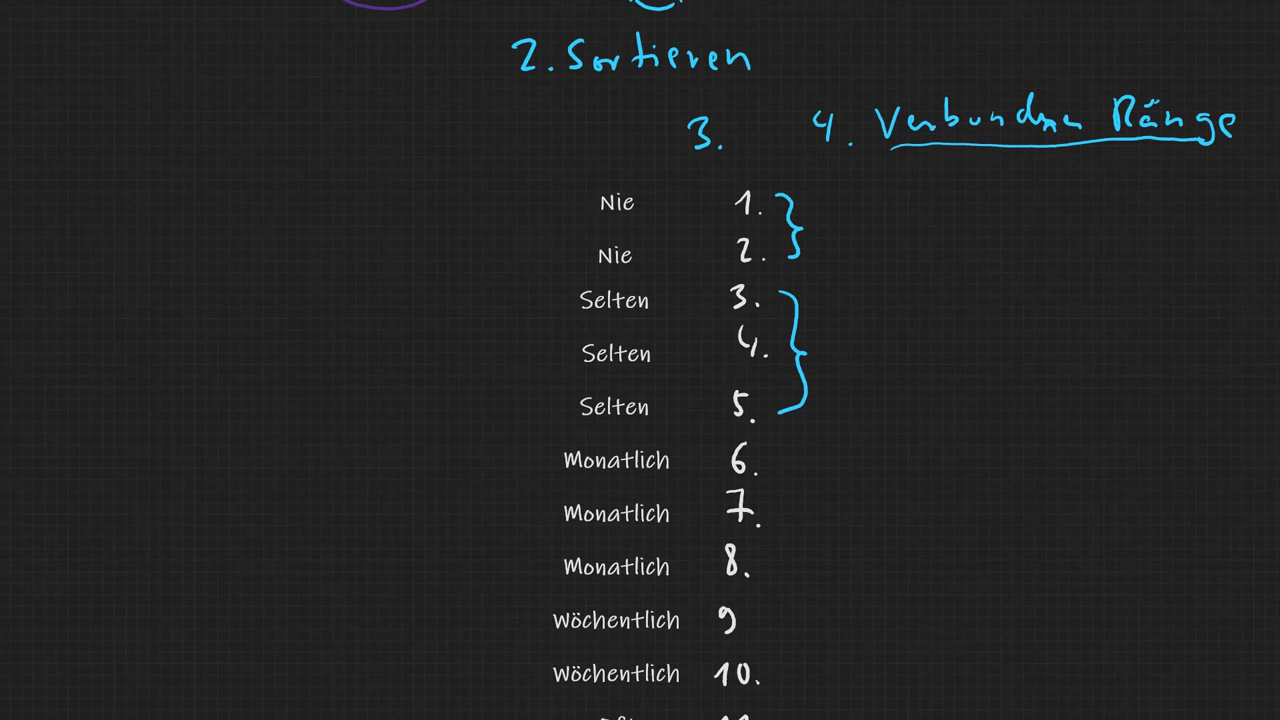 2. Sortieren
3. 4. Verbundene Ränge
Nie 1.
Nie 2.
Selten 3.
Selten 4.
Selten 5.
Monatlich 6.
Monatlich 7.
Monatlich 8.
Wöchentlich 9
Wöchentlich 10.